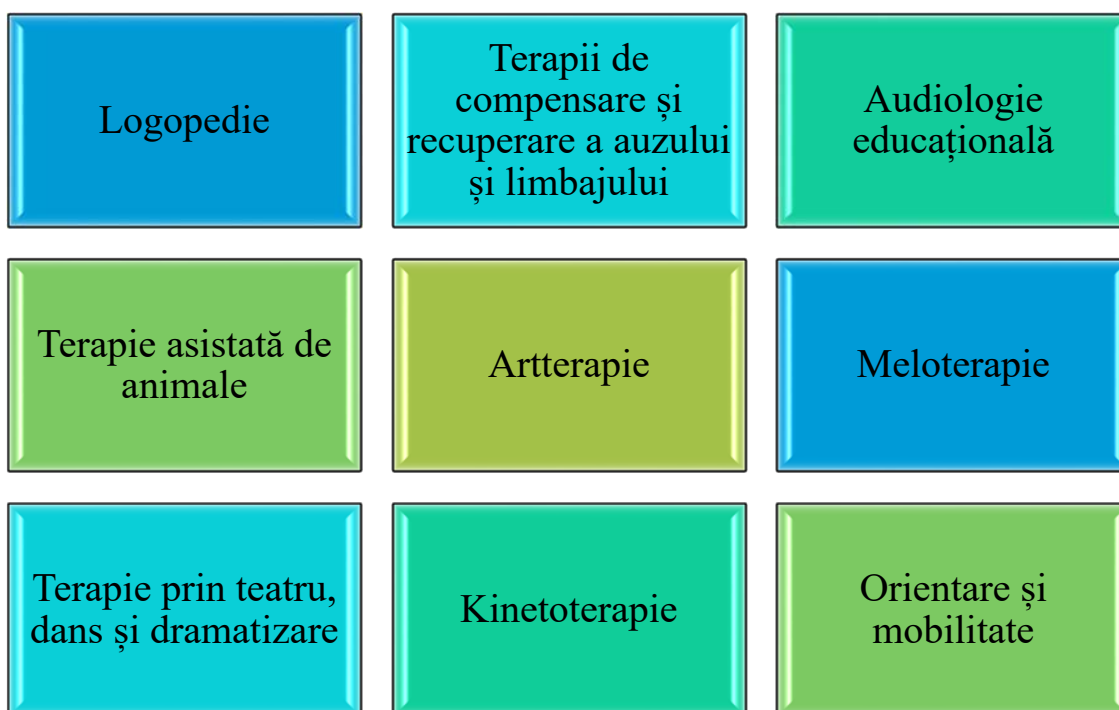 Logopedie
Terapii de
compensare și
recuperare a auzului
și limbajului
Audiologie
educațională
Terapie asistată de
animale
Artterapie
Meloterapie
Terapie prin teatru,
dans și dramatizare
Kinetoterapie
Orientare și
mobilitate